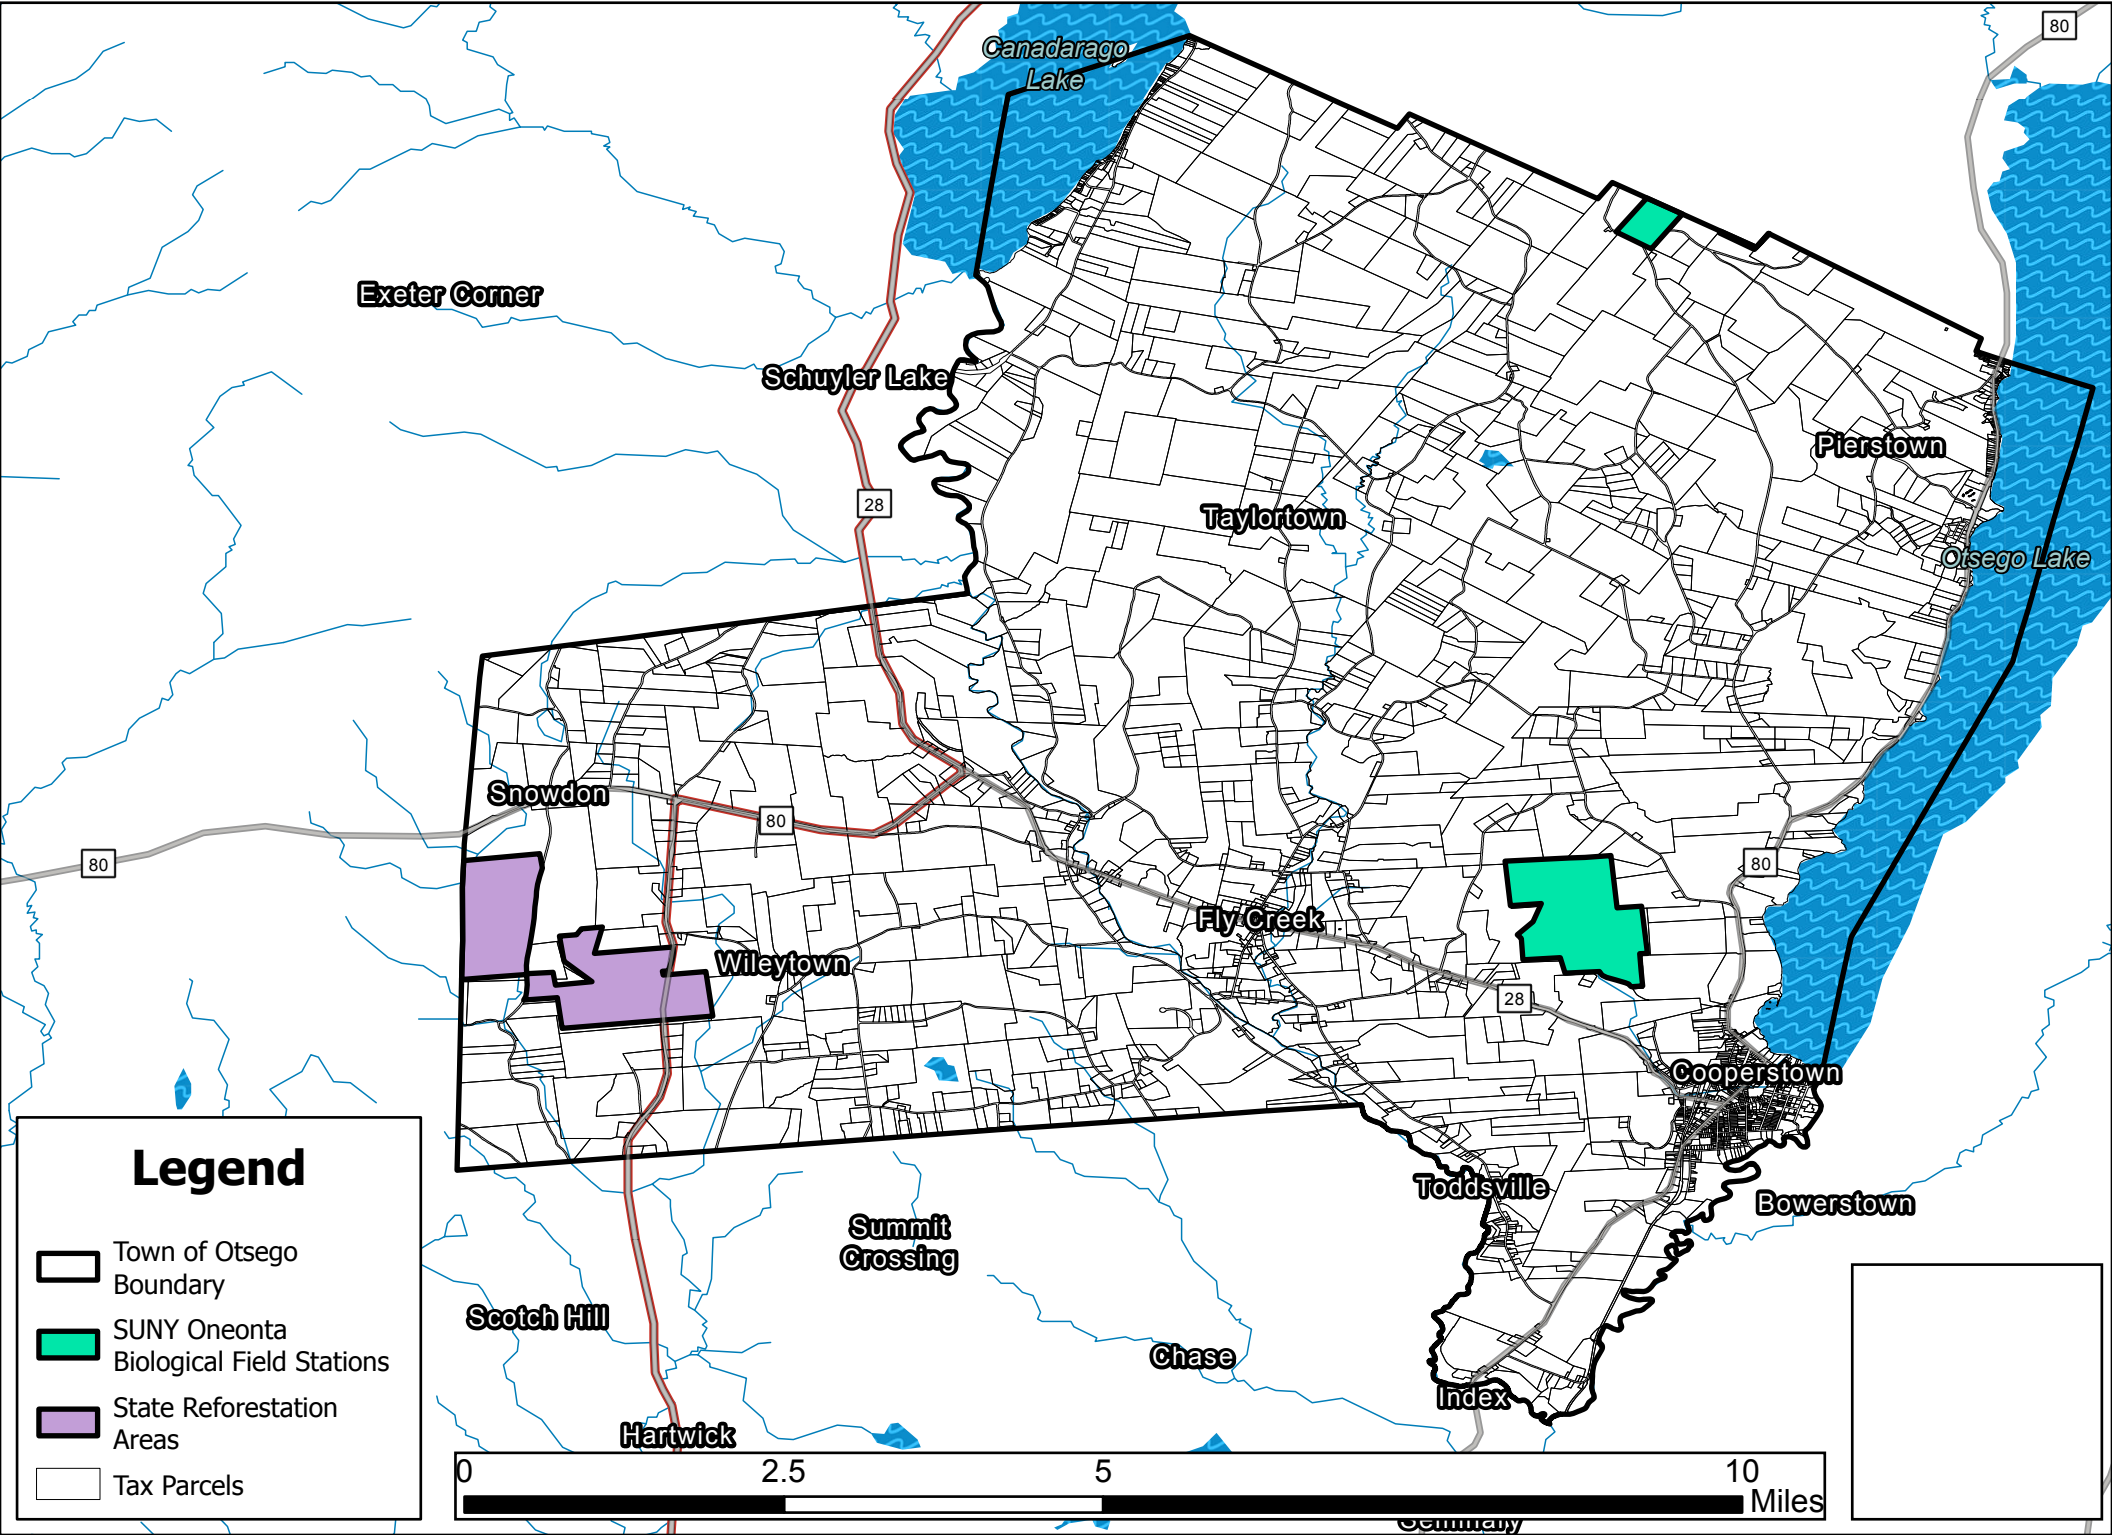 80
Canadarago
Lake
Exeter Corner
Schuyler Lake
Pierstown
28
Taylortown
Otsego Lake
Snowdon
80
80
80
Fly Creek
Wileytown
28
Cooperstown
Toddsville
Bowerstown
Summit
Crossing
Scotch Hill
Chase
Index
Hartwick
Legend
Town of Otsego
Boundary
SUNY Oneonta
Biological Field Stations
State Reforestation
Areas
Tax Parcels
0 2.5 5 10
Miles